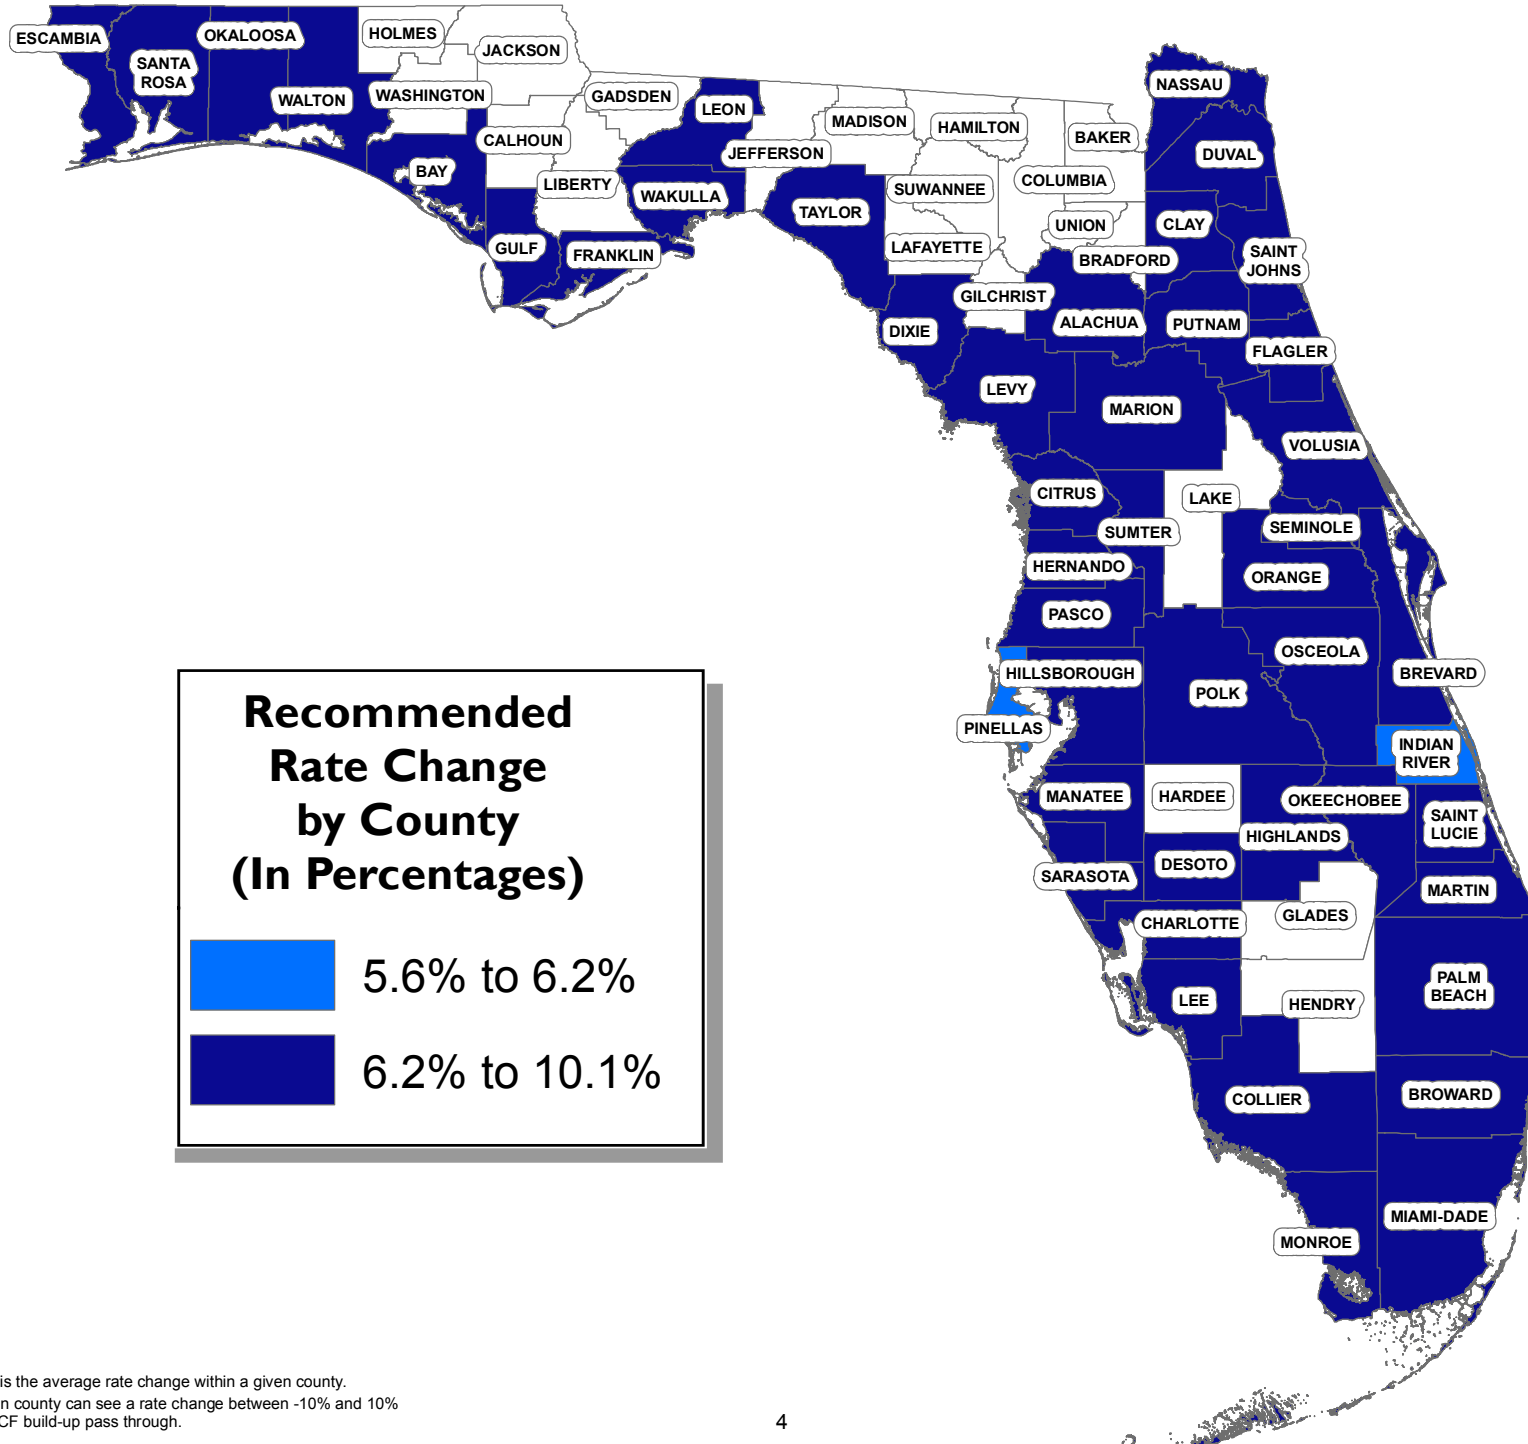 ESCAMBIA
SANTA
ROSA
OKALOOSA
WALTON
HOLMES
JACKSON
WASHINGTON
BAY
CALHOUN
GADSDEN
LIBERTY
GULF
FRANKLIN
LEON
WAKULLA
JEFFERSON
MADISON
TAYLOR
HAMILTON
SUWANNEE
LAFAYETTE
COLUMBIA
BAKER
UNION
BRADFORD
NASSAU
DUVAL
CLAY
SAINT
JOHNS
GILCHRIST
DIXIE
ALACHUA
PUTNAM
FLAGLER
LEVY
MARION
VOLUSIA
CITRUS
LAKE
SUMTER
SEMINOLE
HERNANDO
ORANGE
PASCO
OSCEOLA
HILLSBOROUGH
POLK
BREVARD
PINELLAS
INDIAN
RIVER
MANATEE
HARDEE
OKEECHOBEE
SAINT
LUCIE
HIGHLANDS
SARASOTA
DESOTO
MARTIN
CHARLOTTE
GLADES
LEE
HENDRY
PALM
BEACH
COLLIER
BROWARD
MIAMI-DADE
MONROE
Recommended
Rate Change
by County
(In Percentages)
5.6% to 6.2%
6.2% to 10.1%
is the average rate change within a given county.
n county can see a rate change between -10% and 10%
CF build-up pass through.
4